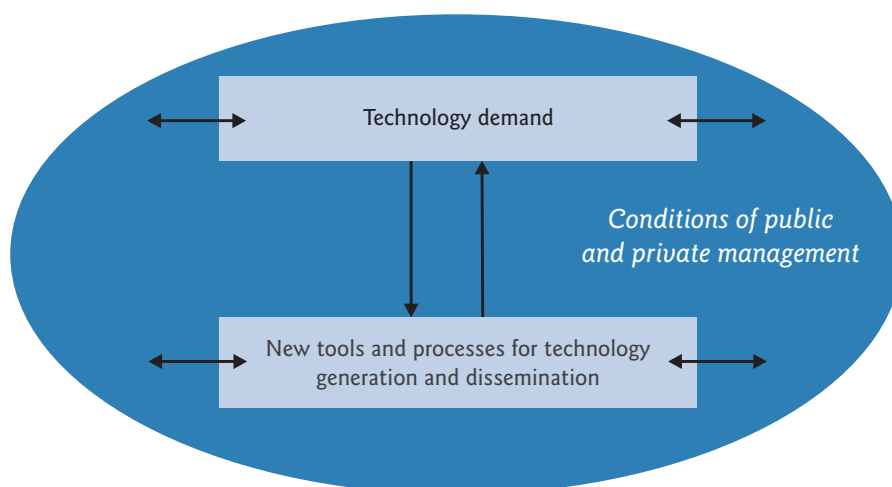 Technology demand
Conditions of public
and private management
New tools and processes for technology
generation and dissemination